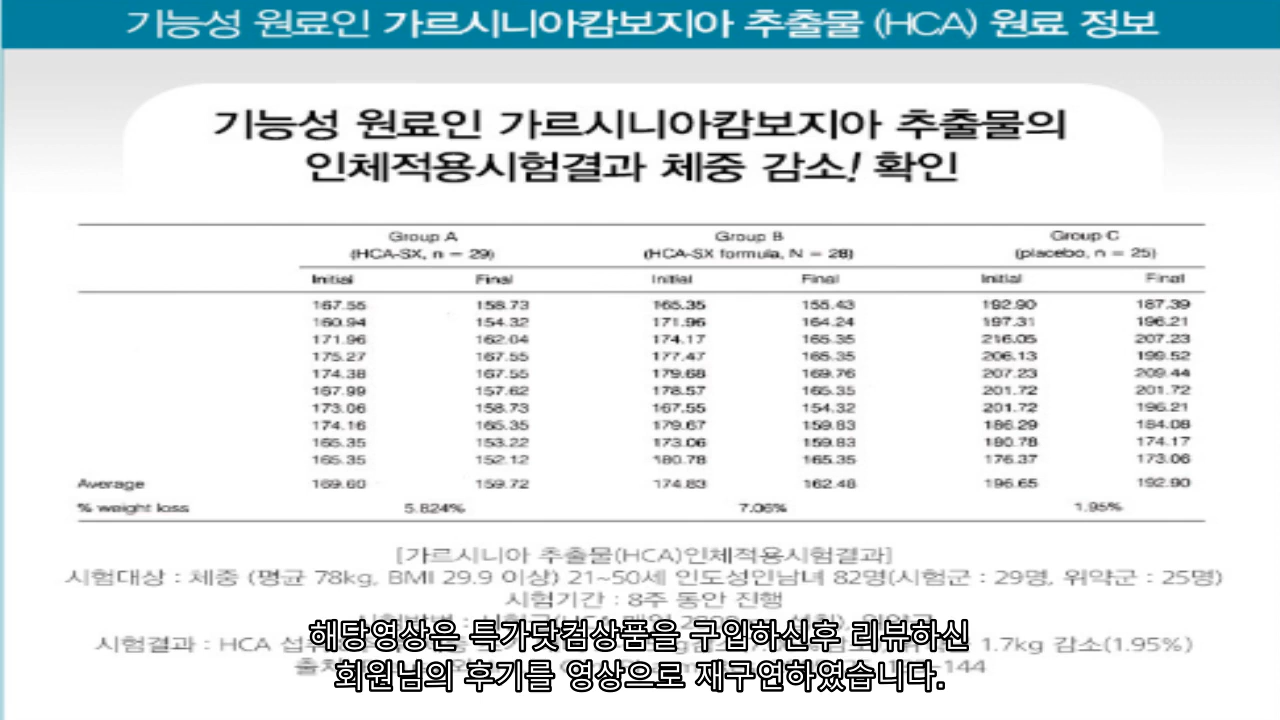 기능성 원료인 가르시니아캄보지아 추출물 (HCA) 원료 정보
기능성 원료인 가르시니아캄보지아 추출물의
인체적용시험결과 체중 감소! 확인
Group A Group B Group C
(HCA-SX, n = 29) (HCA-SX formula, N = 28) (placebo, n = 25)
Initial Final Initial Final Initial Final
167.55 158.73 165.35 155.43 192.90 187.39
160.94 154.32 171.96 164.24 197.31 196.21
171.96 162.04 174.17 165.35 216.05 207.23
175.27 167.55 177.47 165.35 206.13 199.52
174.38 167.55 179.68 169.76 207.23 209.44
167.99 157.62 178.57 165.35 201.72 201.72
173.06 158.73 167.55 154.32 201.72 196.21
174.16 165.35 179.67 159.83 186.29 184.08
165.35 153.22 173.06 159.83 180.78 174.17
165.35 152.12 180.78 165.35 176.37 173.06
Average 169.60 159.72 174.83 162.48 196.65 192.90
% weight loss 5.824% 7.06% 1.95%
[가르시니아 추출물(HCA)인체적용시험결과]
시험대상 : 체중 (평균 78kg, BMI 29.9 이상) 21~50세 인도성인남녀 82명(시험군 : 29명, 위약군 : 25명)
시험기간 : 8주 동안 진행
해당영상은 특가닷컴상품을 구입하신후 리뷰하신
시험결과 : HCA 섭 1.7kg 감소(1.95%)
회원님의 후기를 영상으로 재구연하였습니다.